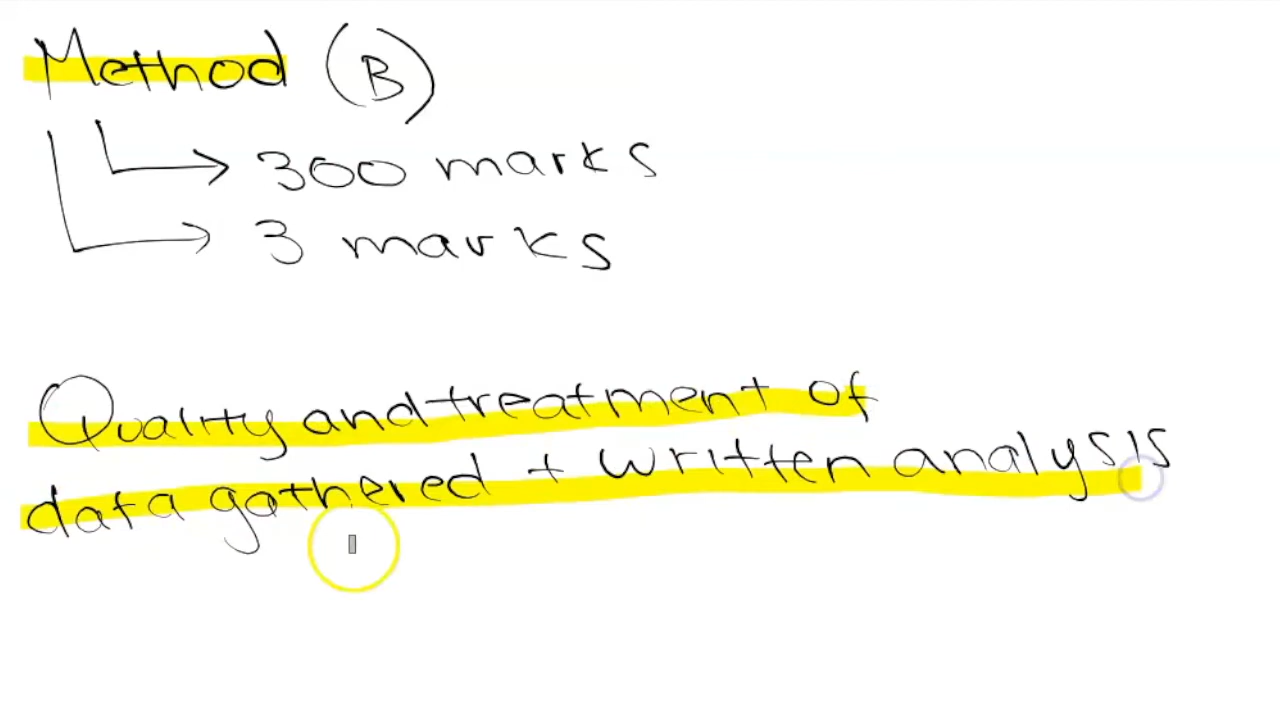 Method (B)
300 marks
3 marks
Quality and treatment of
data gathered + written analysis